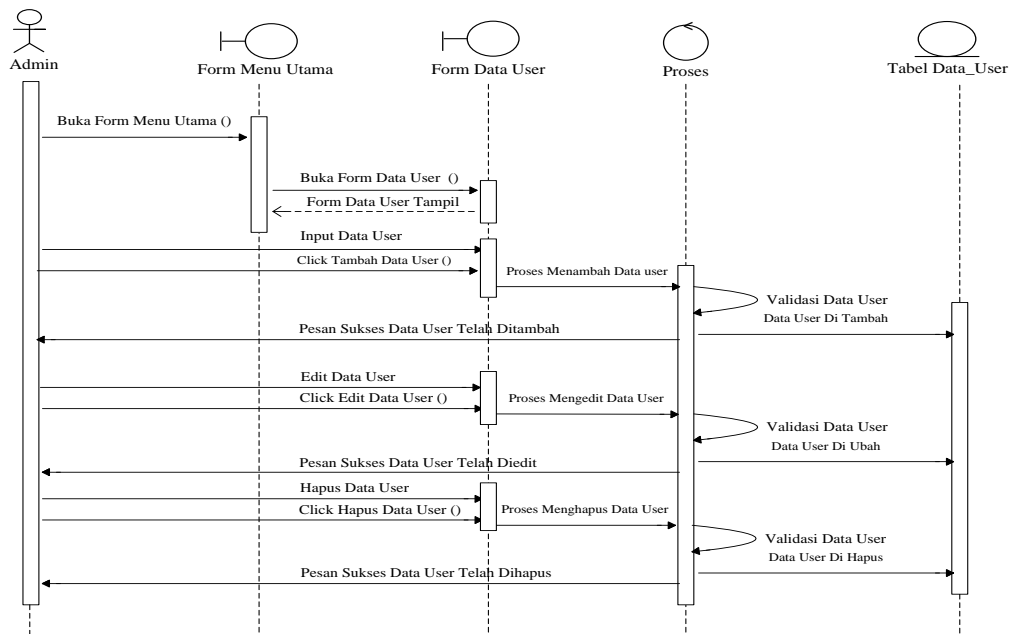 Admin
Form Menu Utama
Form Data User
Proses
Tabel Data_User
Buka Form Menu Utama ()
Buka Form Data User ()
Form Data User Tampil
Input Data User
Click Tambah Data User ()
Proses Menambah Data user
Validasi Data User
Data User Di Tambah
Pesan Sukses Data User Telah Ditambah
Edit Data User
Click Edit Data User ()
Proses Mengedit Data User
Validasi Data User
Data User Di Ubah
Pesan Sukses Data User Telah Diedit
Hapus Data User
Click Hapus Data User ()
Proses Menghapus Data User
Validasi Data User
Data User Di Hapus
Pesan Sukses Data User Telah Dihapus